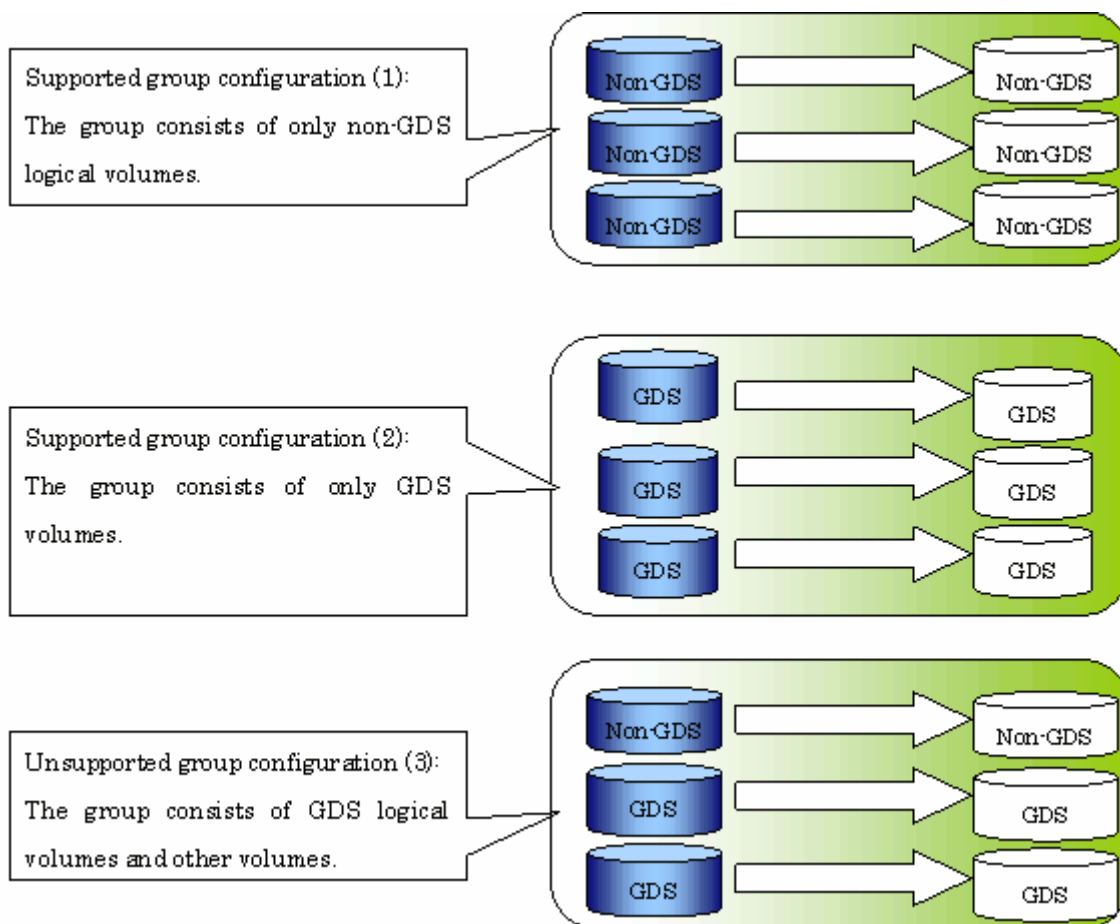 Supported group configuration (1):
The group consists of only non-GDS
logical volumes.
Non-GDS
Non-GDS
Non-GDS
Non-GDS
Non-GDS
Non-GDS
Supported group configuration (2):
The group consists of only GDS
volumes.
GDS
GDS
GDS
GDS
GDS
GDS
Unsupported group configuration (3):
The group consists of GDS logical
volumes and other volumes.
Non-GDS
Non-GDS
GDS
GDS
GDS
GDS